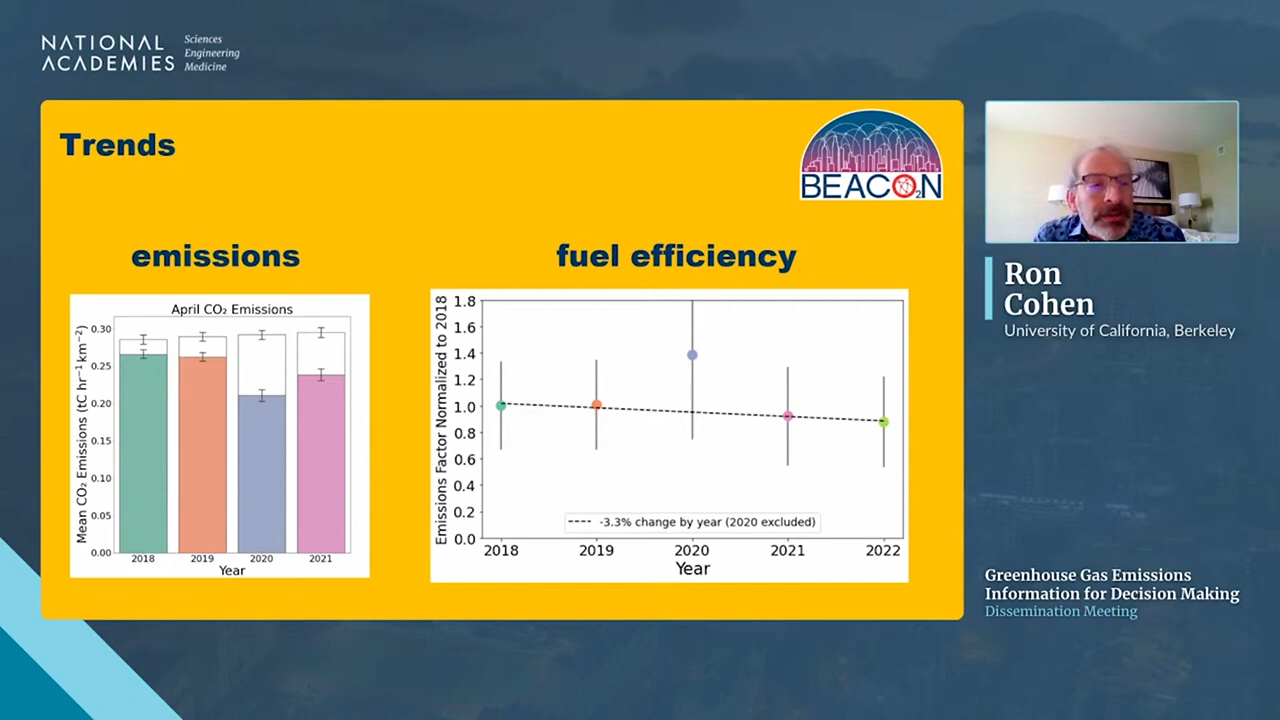 NATIONAL
ACADEMIES
Sciences
Engineering
Medicine
Trends
BEACO₂N
emissions
fuel efficiency
April CO₂ Emissions
Mean CO₂ Emissions (tC hr⁻¹ km⁻²)
0.30
0.25
0.20
0.15
0.10
0.05
0.00
2018 2019 2020 2021
Year
Emissions Factor Normalized to 2018
1.8
1.6
1.4
1.2
1.0
0.8
0.6
0.4
0.2
0.0
-3.3% change by year (2020 excluded)
2018 2019 2020 2021 2022
Year
Ron
Cohen
University of California, Berkeley
Greenhouse Gas Emissions
Information for Decision Making
Dissemination Meeting